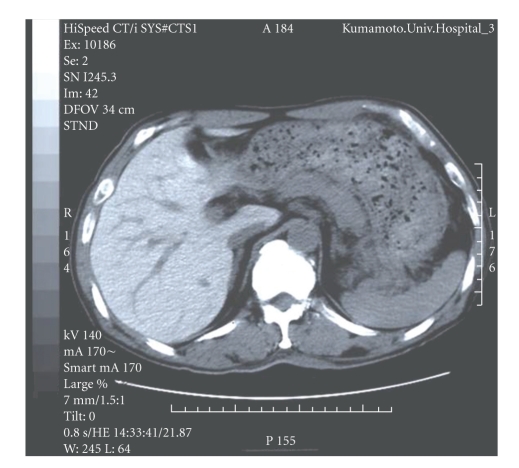 HiSpeed CT/i SYS#CTS1 A 184 Kumamoto.Univ.Hospital_3
Ex: 10186
Se: 2
SN I245.3
Im: 42
DFOV 34 cm
STND
R L
1 1
6 7
4 6
kV 140
mA 170~
Smart mA 170
Large %
7 mm/1.5:1
Tilt: 0
0.8 s/HE 14:33:41/21.87
W: 245 L: 64 P 155